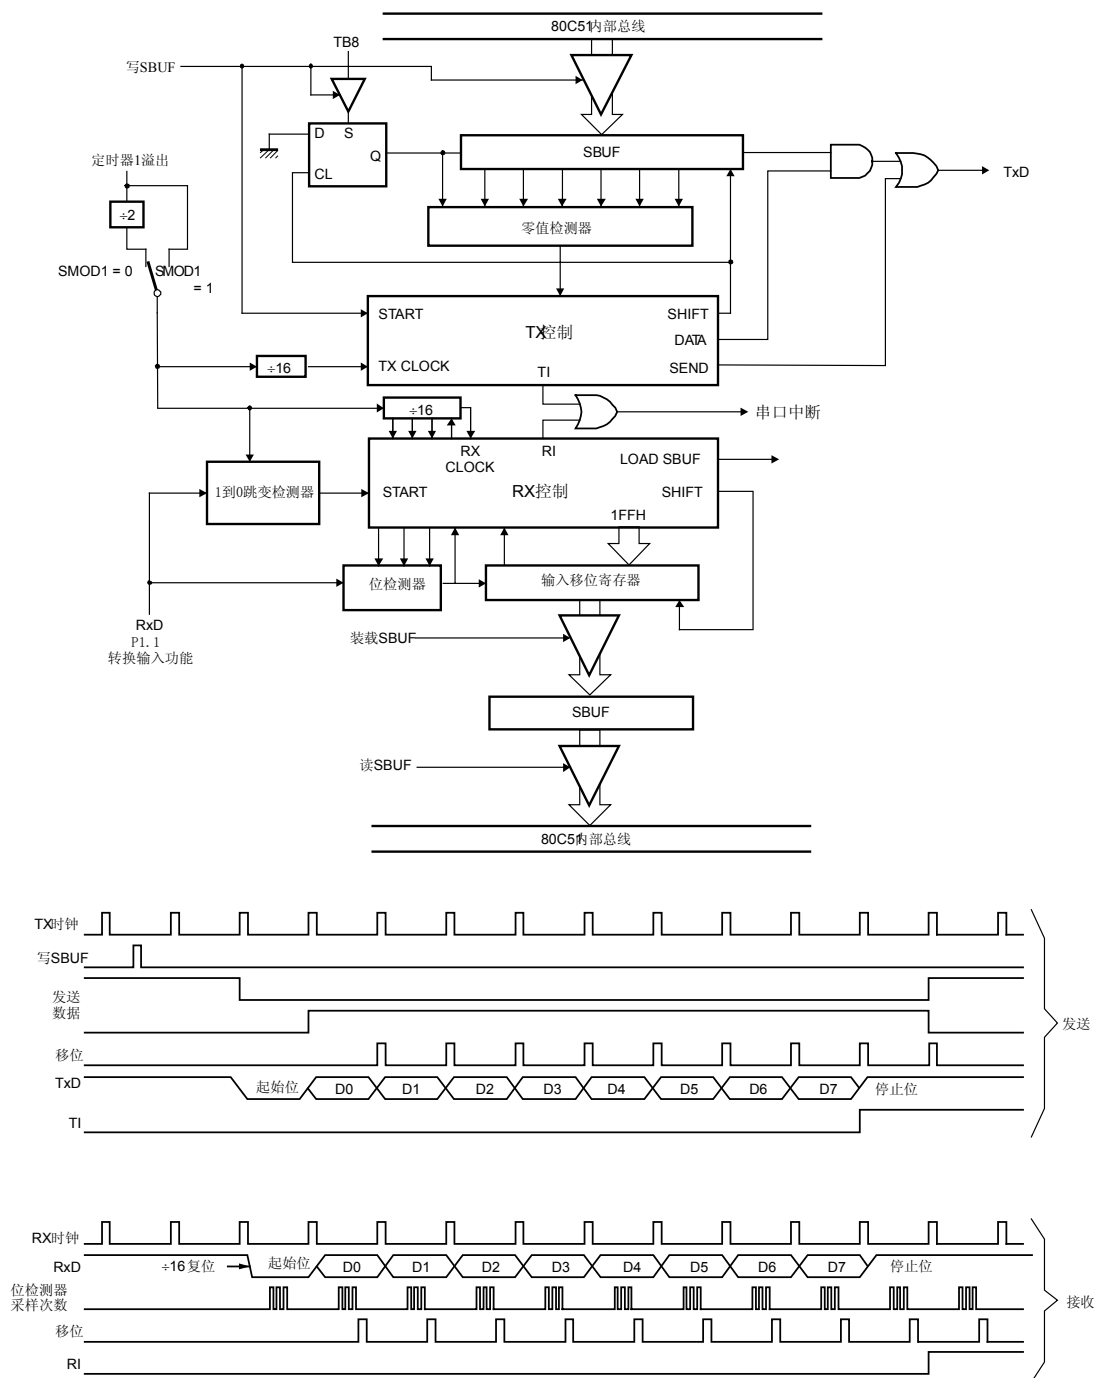 80C51内部总线
TB8
写SBUF
D S
Q
CL
SBUF
TxD
定时器1溢出
÷2
零值检测器
SMOD1 = 0
SMOD1
= 1
START
SHIFT
TX控制
DATA
TX CLOCK
TI
SEND
÷16
÷16
串口中断
RX
CLOCK
RI
LOAD SBUF
1到0跳变检测器
START
RX控制
SHIFT
1FFH
位检测器
输入移位寄存器
RxD
P1.1
转换输入功能
装载SBUF
SBUF
读SBUF
80C51内部总线
TX时钟
写SBUF
发送
数据
发送
移位
TxD
起始位 D0 D1 D2 D3 D4 D5 D6 D7 停止位
TI
RX时钟
RxD
÷16复位
起始位 D0 D1 D2 D3 D4 D5 D6 D7 停止位
位检测器
采样次数
接收
移位
RI